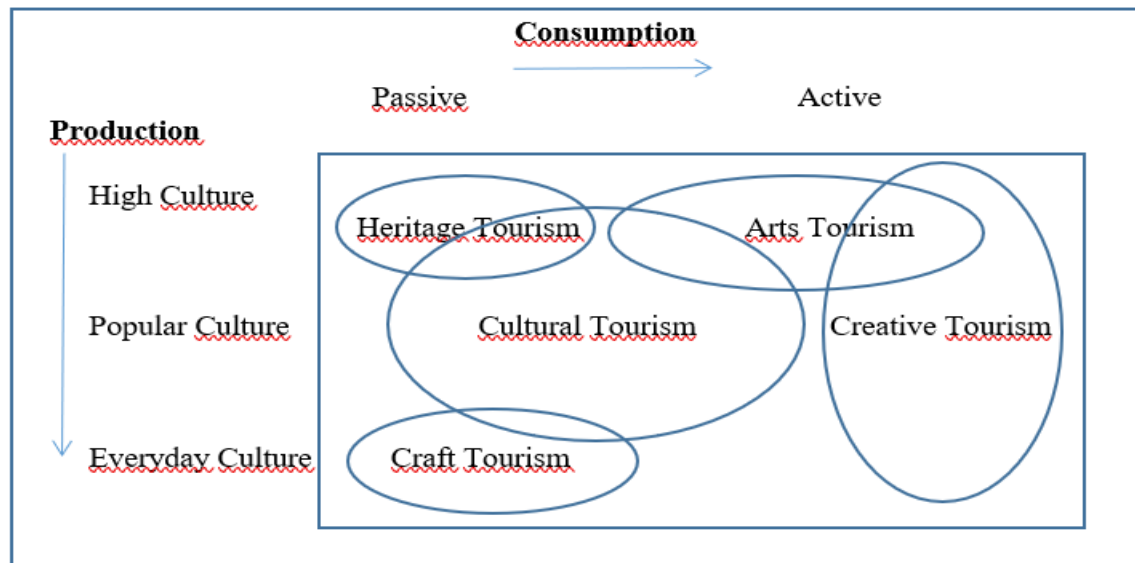 Consumption
Passive Active
Production
High Culture
Heritage Tourism Arts Tourism
Popular Culture Cultural Tourism Creative Tourism
Everyday Culture Craft Tourism